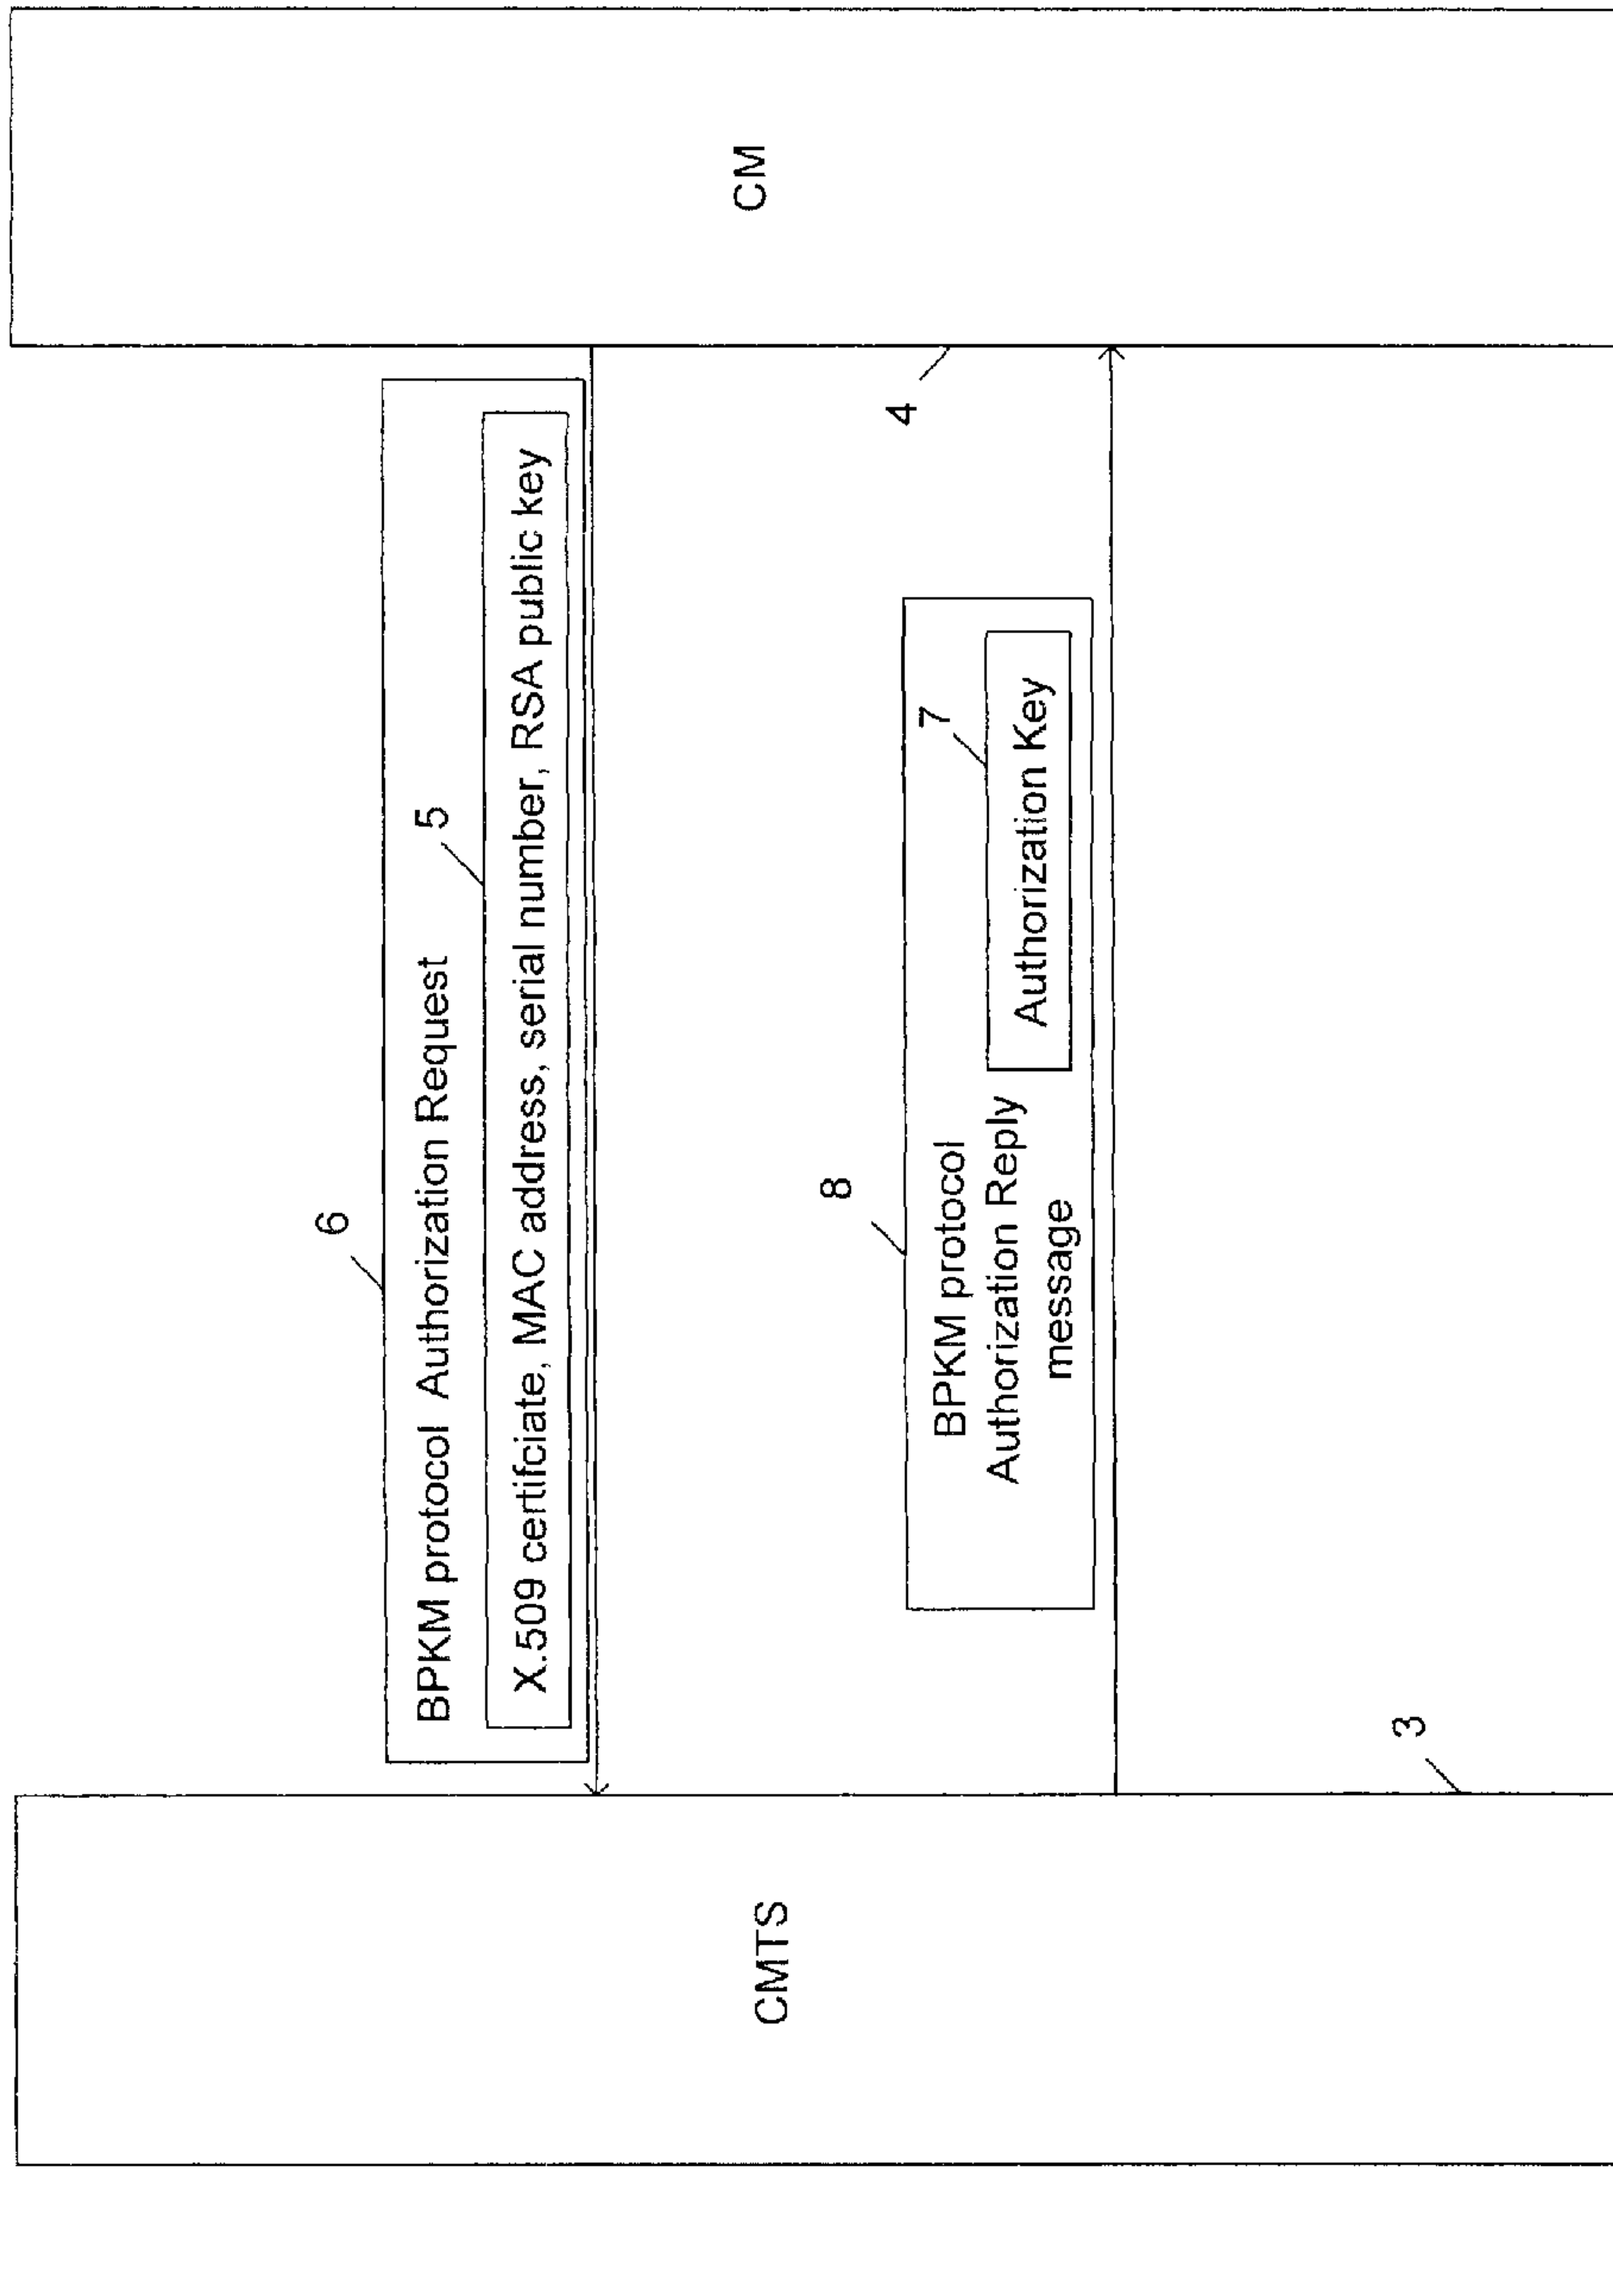 6
BPKM protocol Authorization Request
5
X.509 certifciate, MAC address, serial number, RSA public key
CMTS
CM
8
4
BPKM protocol
7
Authorization Reply
Authorization Key
message
3